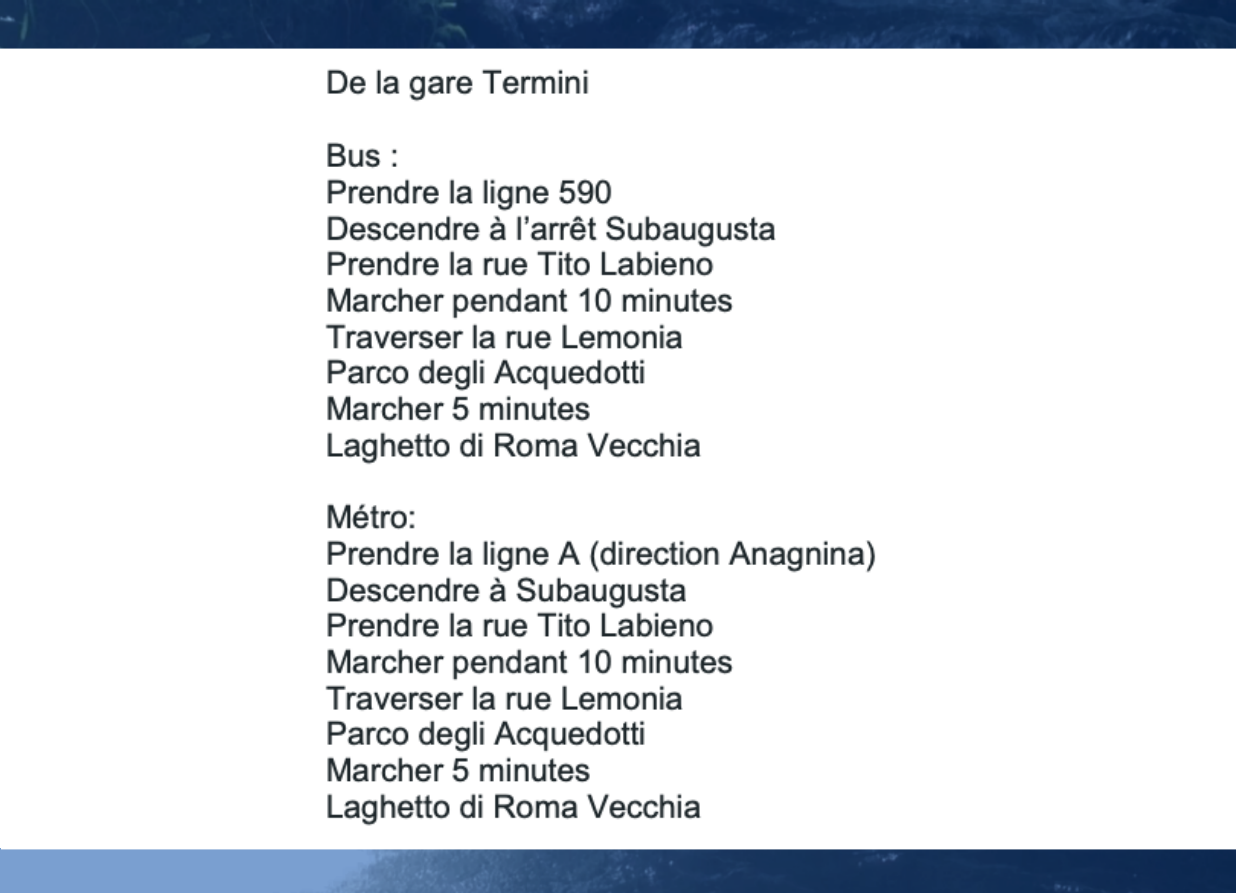 De la gare Termini
Bus :
Prendre la ligne 590
Descendre à l’arrêt Subaugusta
Prendre la rue Tito Labieno
Marcher pendant 10 minutes
Traverser la rue Lemonia
Parco degli Acquedotti
Marcher 5 minutes
Laghetto di Roma Vecchia
Métro:
Prendre la ligne A (direction Anagnina)
Descendre à Subaugusta
Prendre la rue Tito Labieno
Marcher pendant 10 minutes
Traverser la rue Lemonia
Parco degli Acquedotti
Marcher 5 minutes
Laghetto di Roma Vecchia